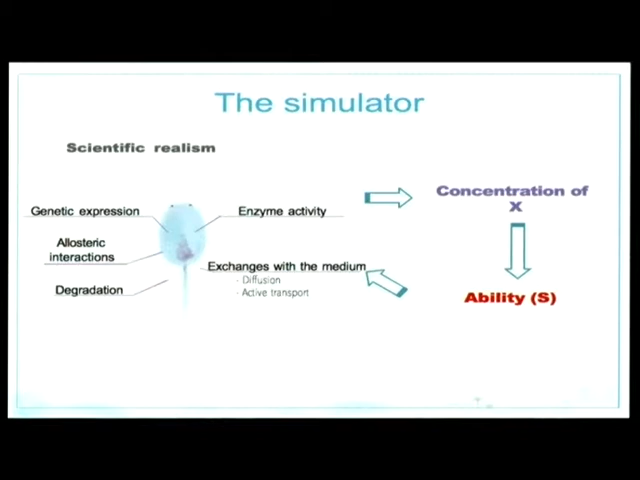 The simulator
Scientific realism
Genetic expression
Enzyme activity
Allosteric
interactions
Exchanges with the medium
- Diffusion
- Active transport
Degradation
Concentration of
X
Ability (S)